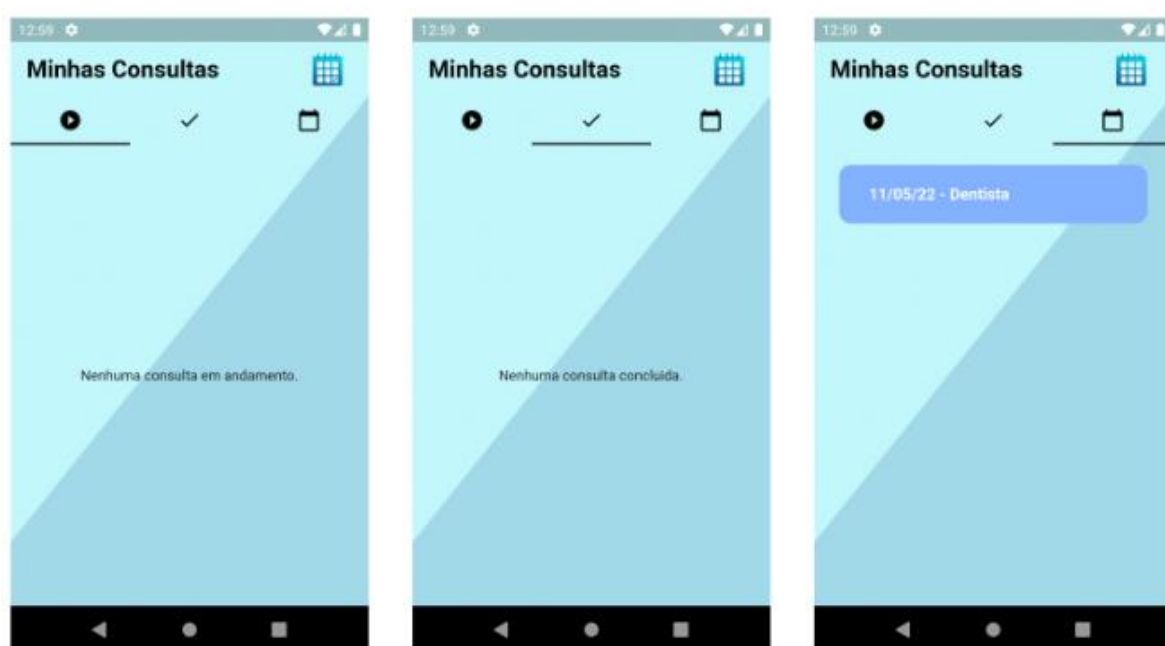 12:59
Minhas Consultas
Nenhuma consulta em andamento.
12:59
Minhas Consultas
Nenhuma consulta concluída.
12:59
Minhas Consultas
11/05/22 - Dentista